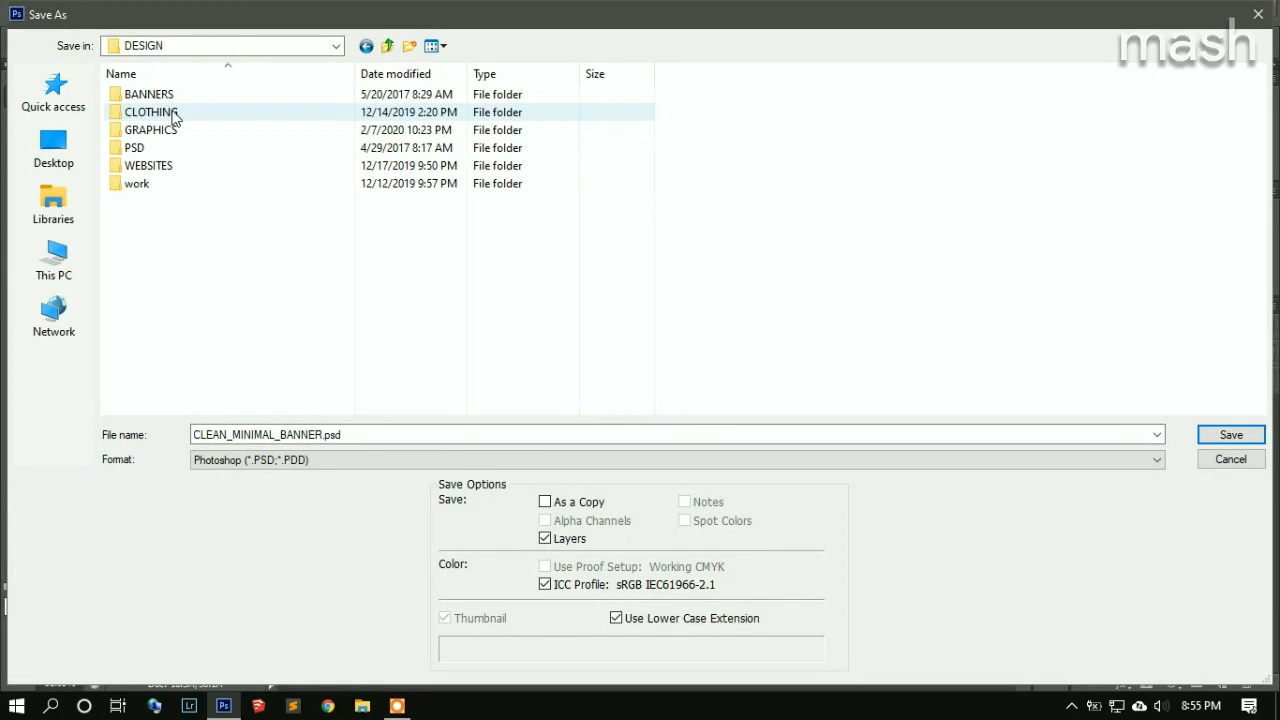 Ps Save As
mash
Save in: DESIGN
Name Date modified Type Size
Quick access
Desktop
Libraries
This PC
Network
BANNERS 5/20/2017 8:29 AM File folder
CLOTHING 12/14/2019 2:20 PM File folder
GRAPHICS 2/7/2020 10:23 PM File folder
PSD 4/29/2017 8:17 AM File folder
WEBSITES 12/17/2019 9:50 PM File folder
work 12/12/2019 9:57 PM File folder
File name: CLEAN_MINIMAL_BANNER.psd Save
Format: Photoshop (*.PSD;*.PDD) Cancel
Save Options
Save: As a Copy Notes
Alpha Channels Spot Colors
Layers
Color: Use Proof Setup: Working CMYK
ICC Profile: sRGB IEC61966-2.1
Thumbnail Use Lower Case Extension
Lr Ps 8:55 PM